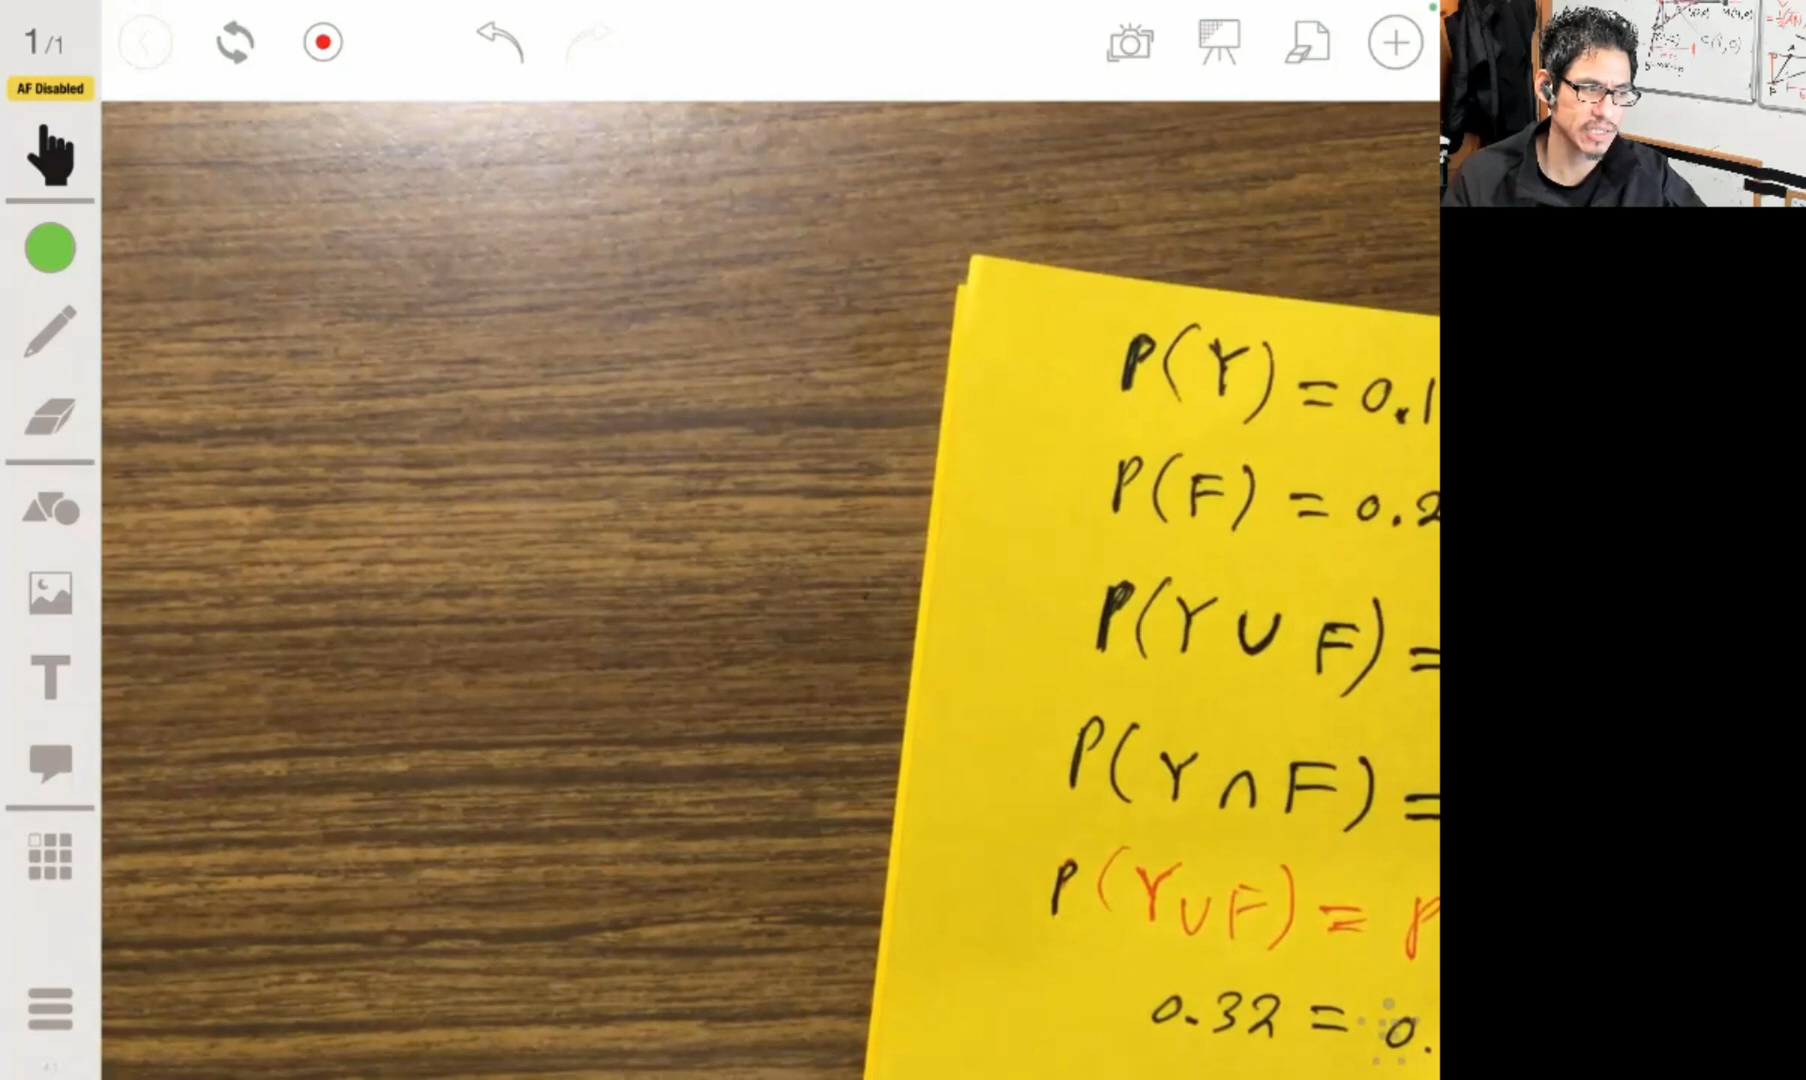 1/1
AF Disabled
T
P(Y) = 0.1
P(F) = 0.2
P(Y ∪ F) =
P(Y ∩ F) =
P(Y ∪ F) = P
0.32 = 0.